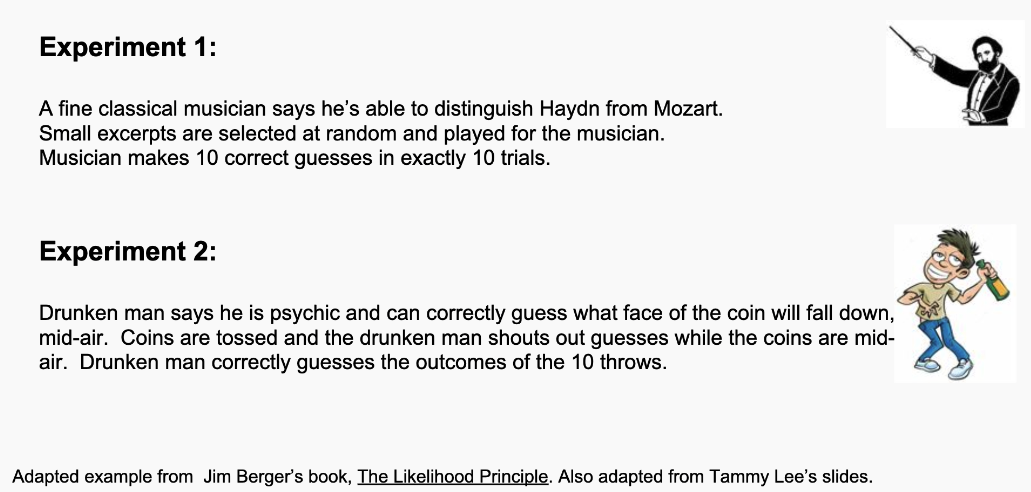 Experiment 1:
A fine classical musician says he's able to distinguish Haydn from Mozart.
Small excerpts are selected at random and played for the musician.
Musician makes 10 correct guesses in exactly 10 trials.
Experiment 2:
Drunken man says he is psychic and can correctly guess what face of the coin will fall down,
mid-air.  Coins are tossed and the drunken man shouts out guesses while the coins are mid-
air.  Drunken man correctly guesses the outcomes of the 10 throws.
Adapted example from  Jim Berger's book, The Likelihood Principle. Also adapted from Tammy Lee's slides.